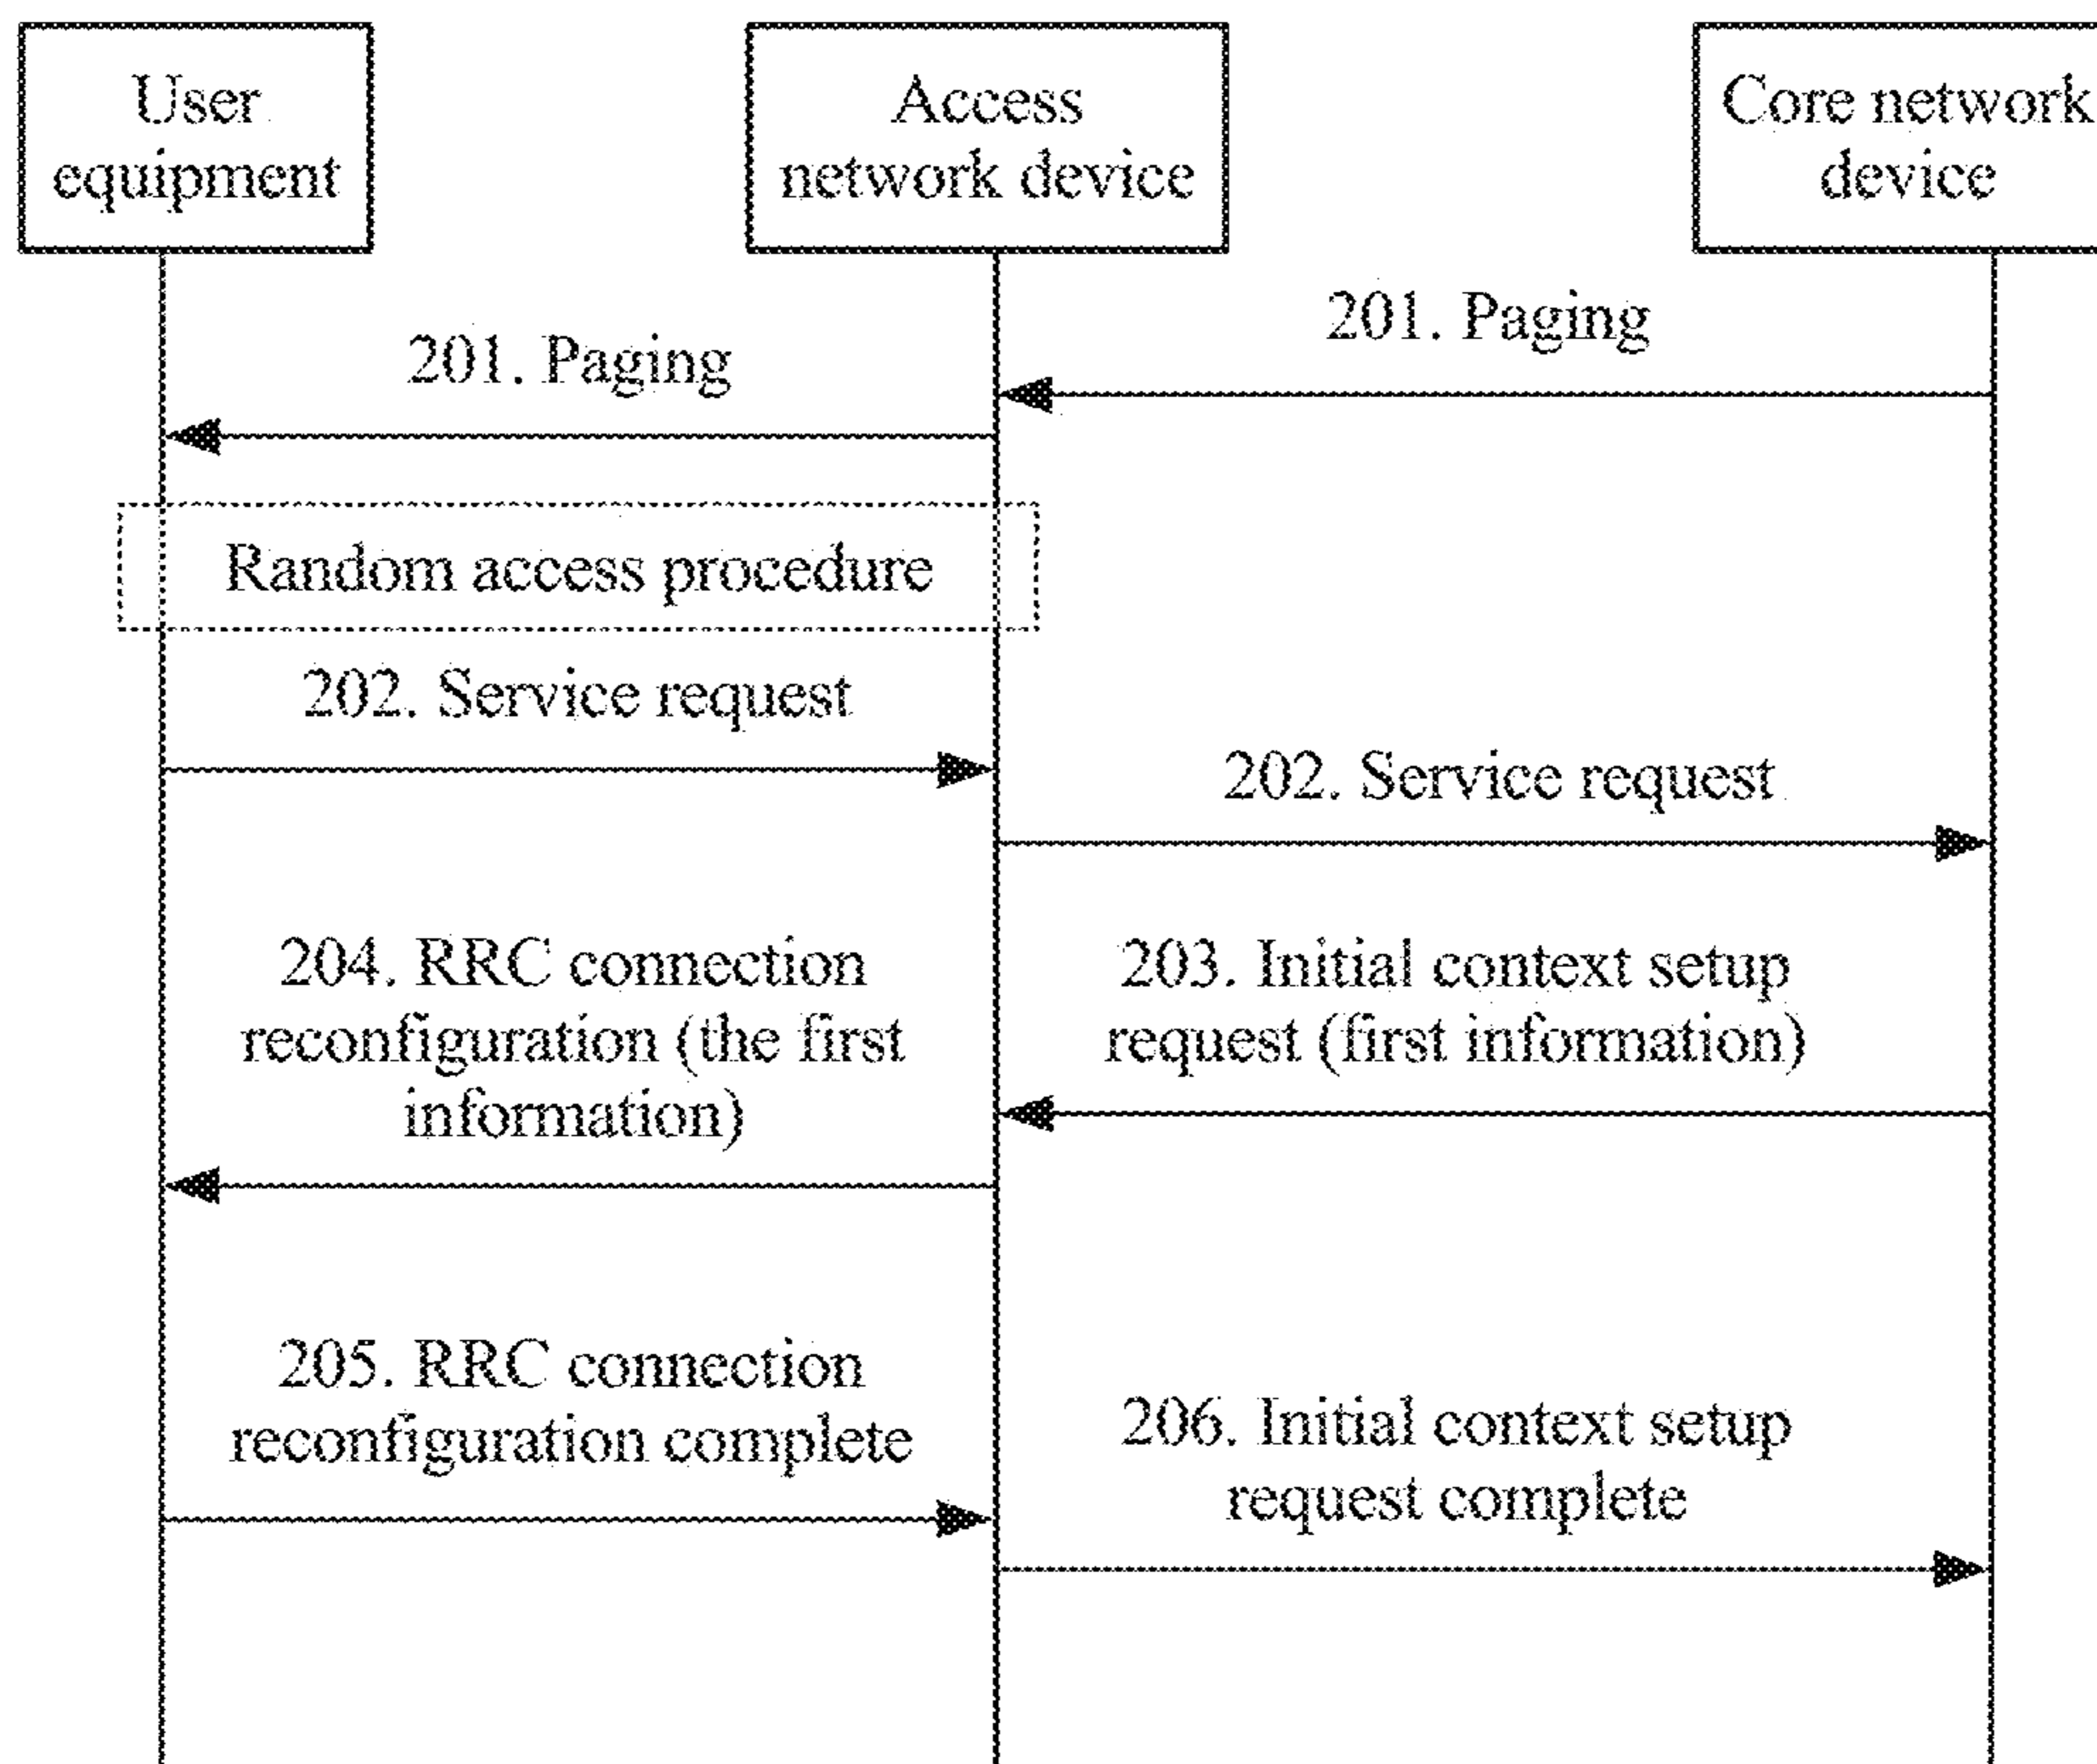 User
equipment
Access
network device
Core network
device
201. Paging
201. Paging
Random access procedure
202. Service request
202. Service request
203. Initial context setup
request (first information)
204. RRC connection
reconfiguration (the first
information)
205. RRC connection
reconfiguration complete
206. Initial context setup
request complete